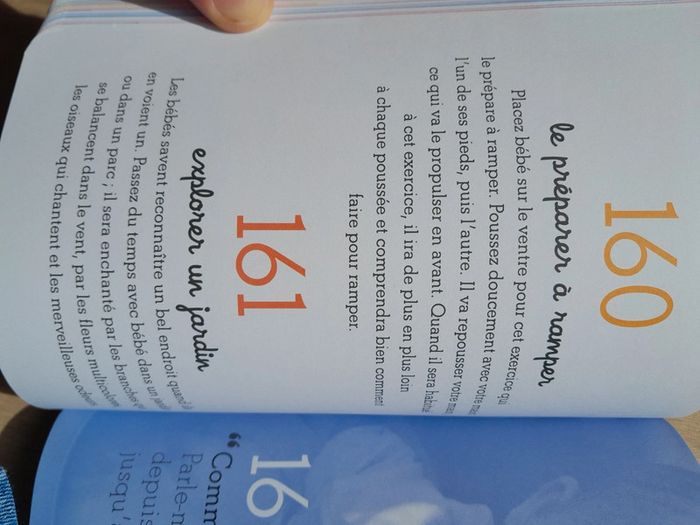 160
le préparer à ramper
Placez bébé sur le ventre pour cet exercice qui
le prépare à ramper. Poussez doucement avec votre
l'un de ses pieds, puis l'autre. Il va repousser votre
ce qui va le propulser en avant. Quand il sera
à cet exercice, il ira de plus en plus loin
à chaque poussée et comprendra bien comment
faire pour ramper.
161
explorer un jardin
Les bébés savent reconnaître un bel endroit quand
en voient un. Passez du temps avec bébé dans un
ou dans un parc ; il sera enchanté par les branches
se balancent dans le vent, par les fleurs multicolores
les oiseaux qui chantent et les merveilleuses odeurs
16
“Comm
Parle-m
depuis
jusqu'